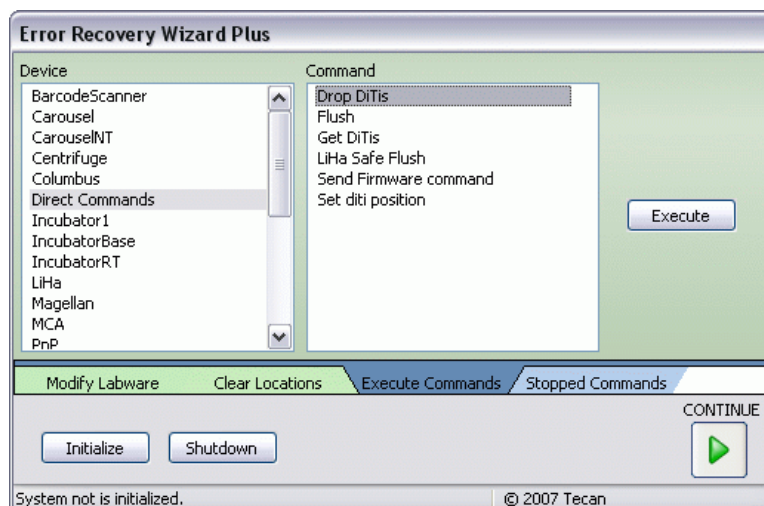 Error Recovery Wizard Plus
Device
Command
BarcodeScanner
Carousel
CarouselNT
Centrifuge
Columbus
Direct Commands
Incubator1
IncubatorBase
IncubatorRT
LiHa
Magellan
MCA
PnP
Drop DiTis
Flush
Get DiTis
LiHa Safe Flush
Send Firmware command
Set diti position
Execute
Modify Labware
Clear Locations
Execute Commands
Stopped Commands
CONTINUE
Initialize
Shutdown
System not is initialized.
© 2007 Tecan